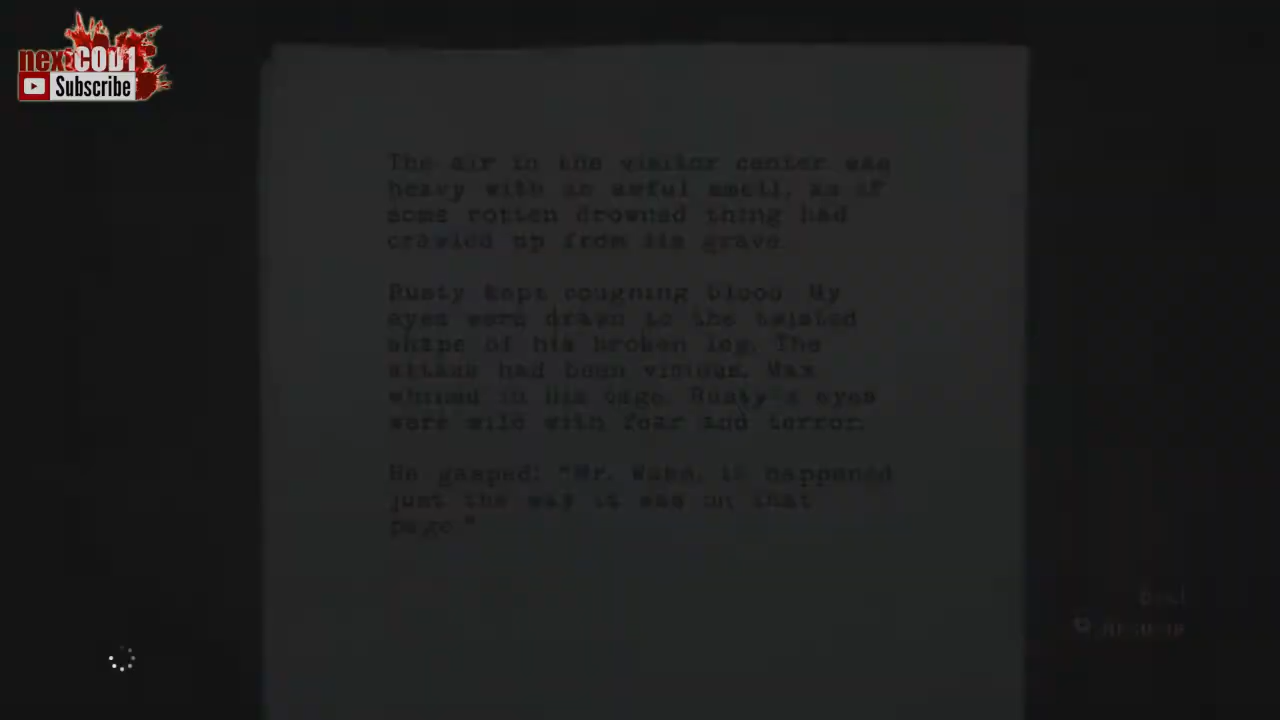 nextCOD1
Subscribe
The air in the visitor center was
heavy with an awful smell, as if
some rotten drowned thing had
crawled up from its grave.
Rusty kept coughing blood. My
eyes were drawn to the twisted
shape of his broken leg. The
attack had been vicious. Max
whined in his cage. Rusty's eyes
were wild with fear and terror.
He gasped: "Mr. Wake, it happened
just the way it was on that
page."